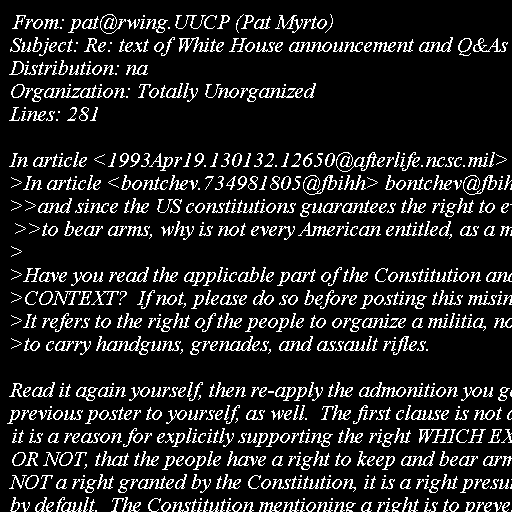 From: pat@rwing.UUCP (Pat Myrto)
Subject: Re: text of White House announcement and Q&As
Distribution: na
Organization: Totally Unorganized
Lines: 281
In article <1993Apr19.130132.12650@afterlife.ncsc.mil>
>In article <bontchev.734981805@fbihh> bontchev@fbih
>>and since the US constitutions guarantees the right to e
>>to bear arms, why is not every American entitled, as a m
>
>Have you read the applicable part of the Constitution and
>CONTEXT? If not, please do so before posting this misin
>It refers to the right of the people to organize a militia, no
>to carry handguns, grenades, and assault rifles.
Read it again yourself, then re-apply the admonition you g
previous poster to yourself, as well. The first clause is not
it is a reason for explicitly supporting the right WHICH EX
OR NOT, that the people have a right to keep and bear arm
NOT a right granted by the Constitution, it is a right presu
by default. The Constitution mentioning a right is to preve